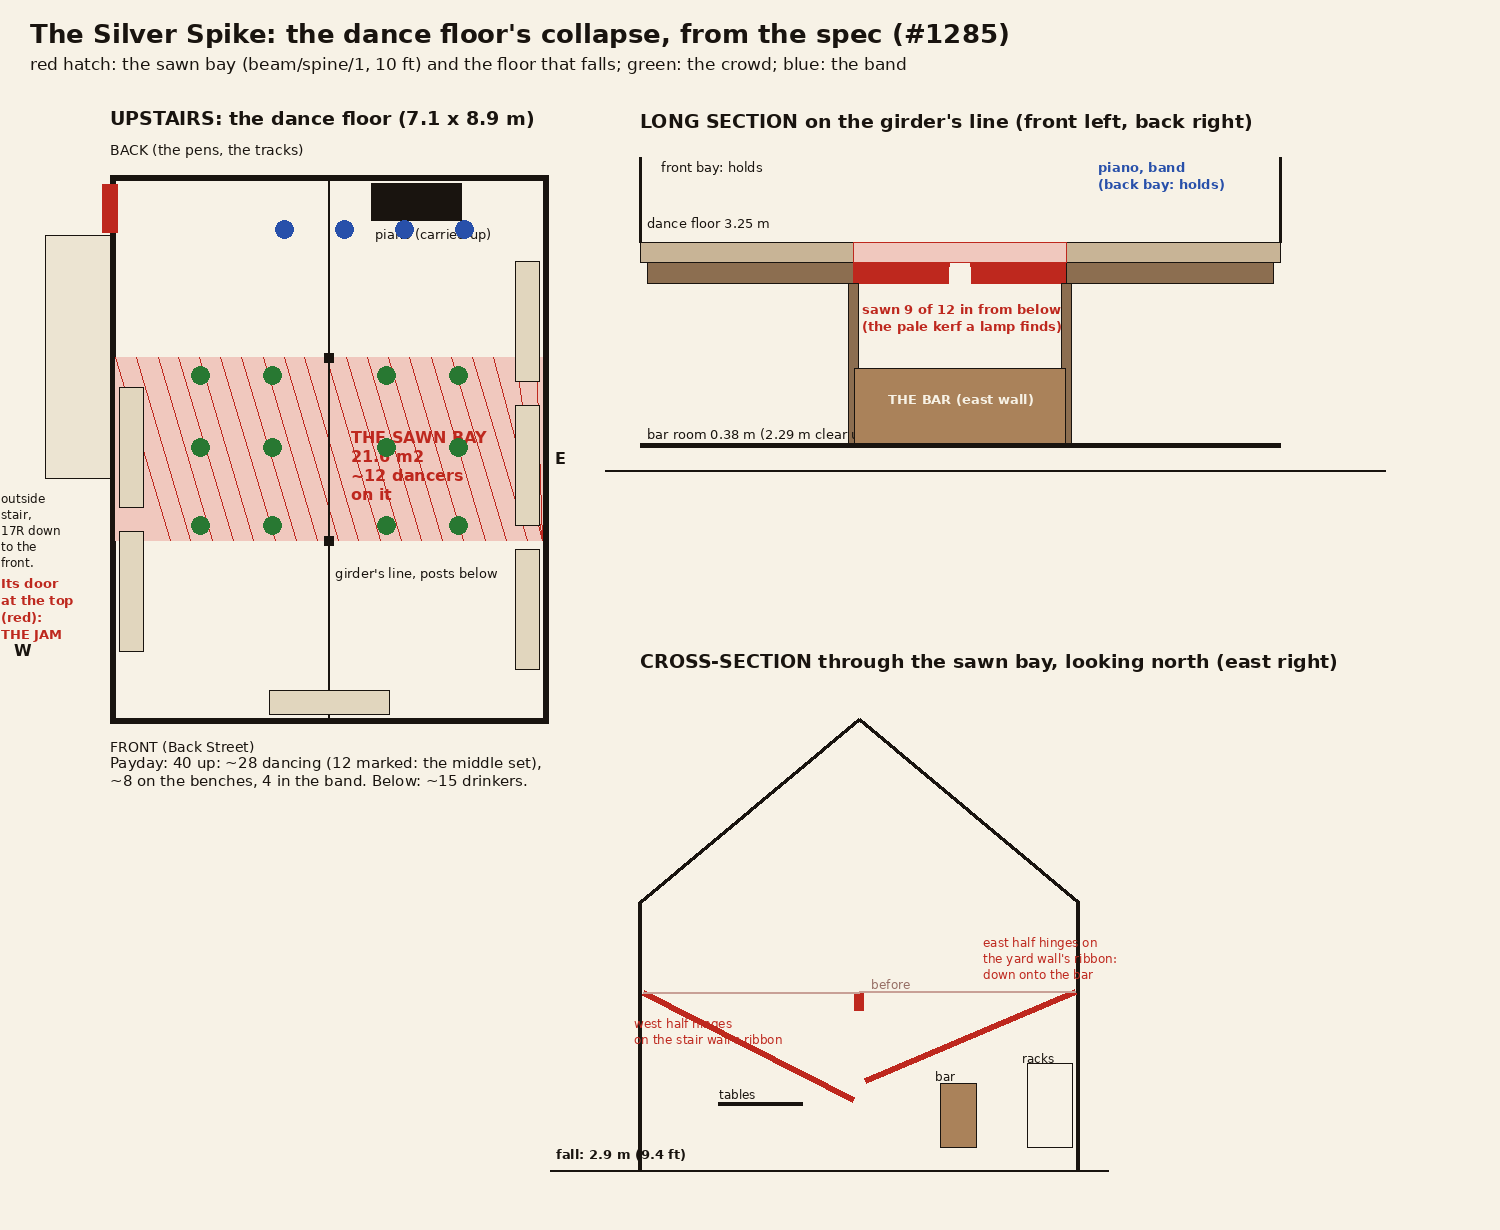 The Silver Spike: the dance floor's collapse, from the spec (#1285)
red hatch: the sawn bay (beam/spine/1, 10 ft) and the floor that falls; green: the crowd; blue: the band
UPSTAIRS: the dance floor (7.1 x 8.9 m)
BACK (the pens, the tracks)
piano (carried up)
THE SAWN BAY
21.6 m2
~12 dancers
on it
E
outside
stair,
17R down
to the
front.
Its door
at the top
(red):
THE JAM
W
girder's line, posts below
FRONT (Back Street)
Payday: 40 up: ~28 dancing (12 marked: the middle set),
~8 on the benches, 4 in the band. Below: ~15 drinkers.
LONG SECTION on the girder's line (front left, back right)
front bay: holds
piano, band
(back bay: holds)
dance floor 3.25 m
sawn 9 of 12 in from below
(the pale kerf a lamp finds)
THE BAR (east wall)
bar room 0.38 m (2.29 m clear
CROSS-SECTION through the sawn bay, looking north (east right)
east half hinges on
the yard wall's ribbon:
down onto the bar
before
west half hinges
on the stair wall's ribbon
racks
bar
tables
fall: 2.9 m (9.4 ft)